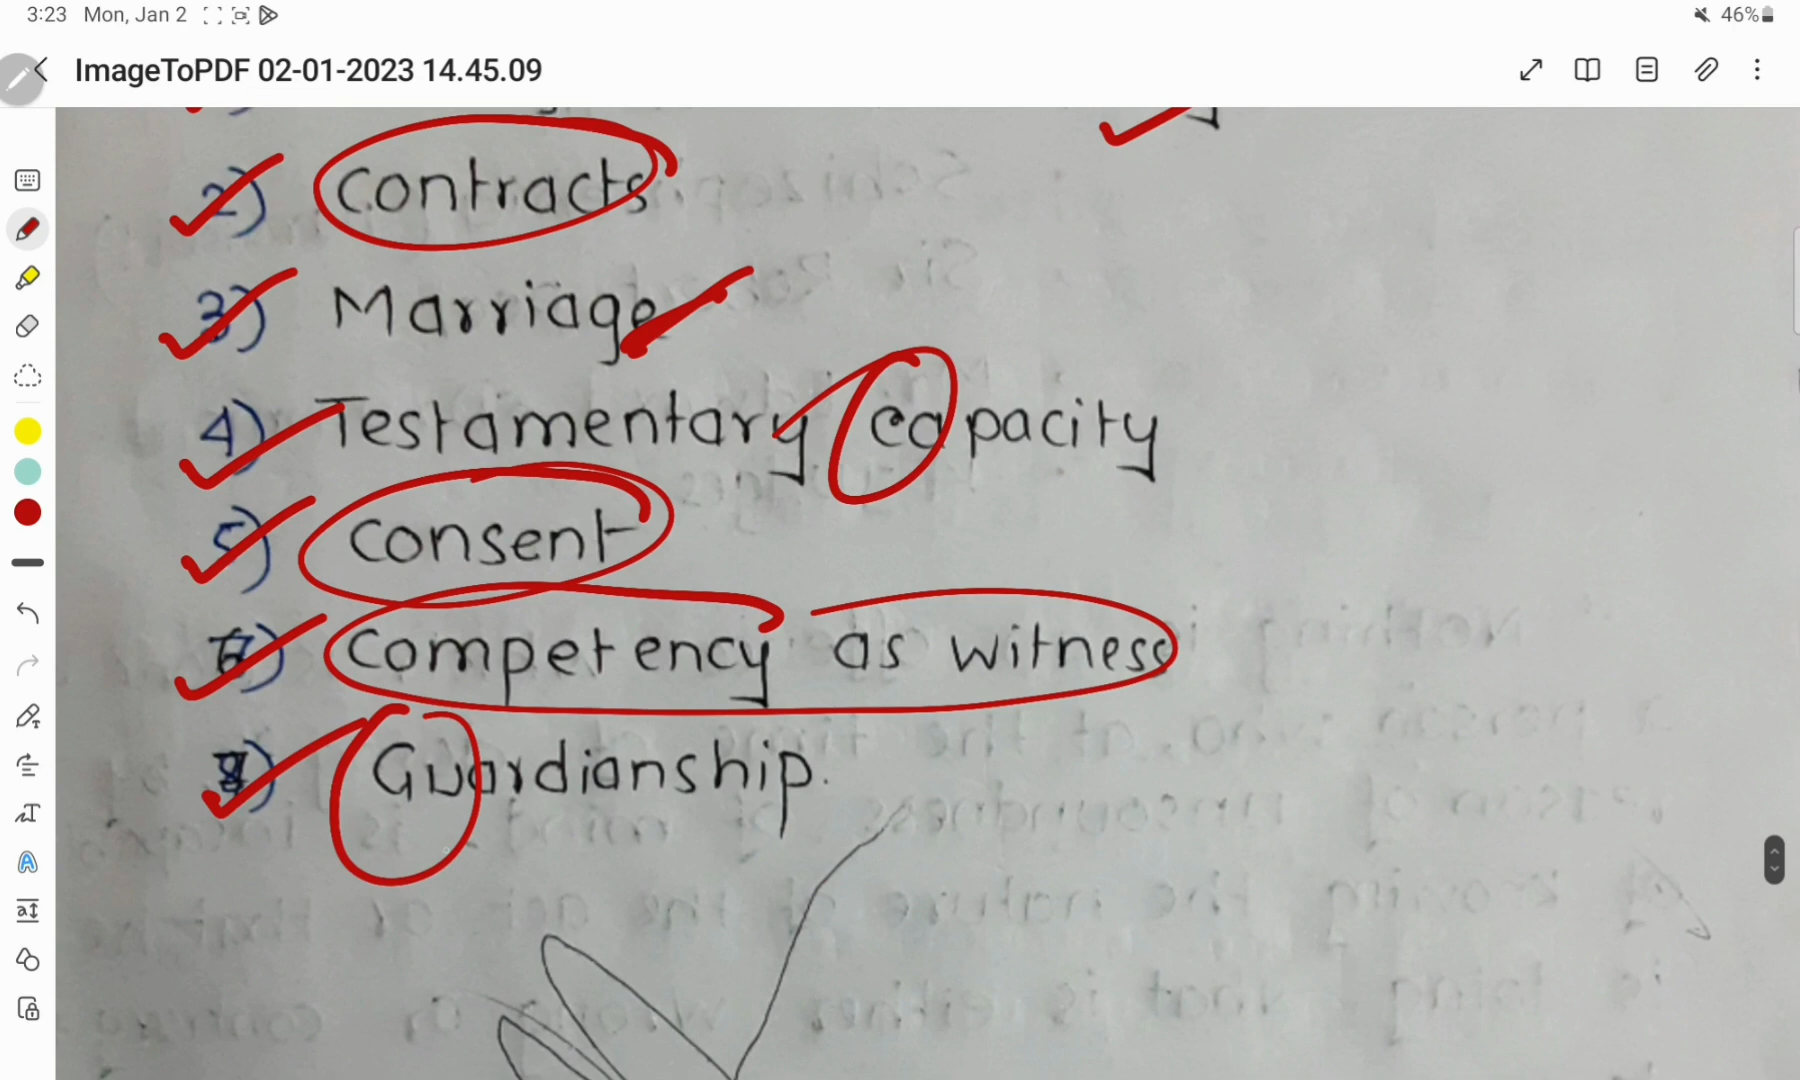 3:23 Mon, Jan 2 46%
ImageToPDF 02-01-2023 14.45.09
2) Contracts
3) Marriage
4) Testamentary capacity
5) Consent
6) Competency as witness
7) Guardianship.